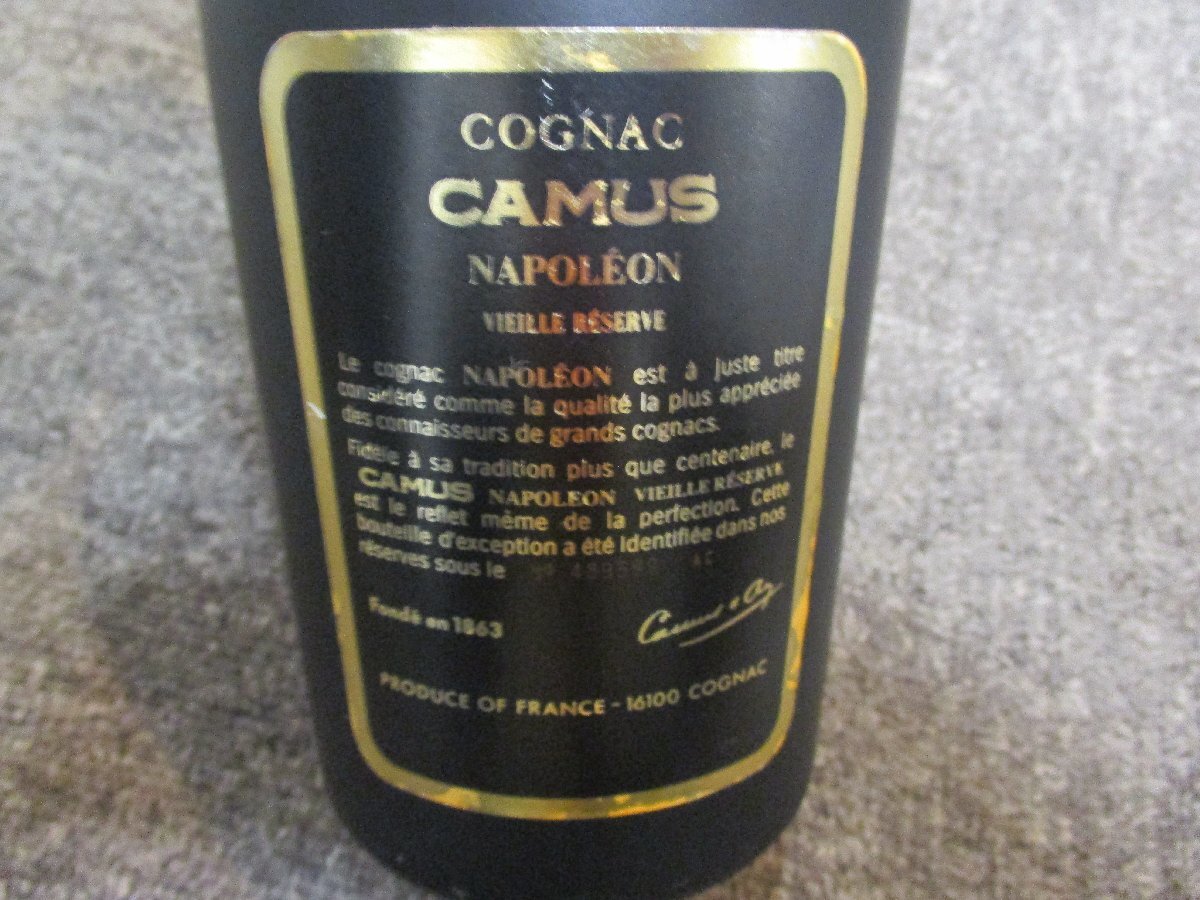 COGNAC
CAMUS
NAPOLÉON
VIEILLE RÉSERVE
Le cognac NAPOLÉON est à juste titre
considéré comme la qualité la plus appréciée
des connaisseurs de grands cognacs.
Fidèle à sa tradition plus que centenaire, le
CAMUS NAPOLEON VIEILLE RÉSERVE
est le reflet même de la perfection. Cette
bouteille d'exception a été identifiée dans nos
réserves sous le
Fondé en 1863
Camus & Co
PRODUCE OF FRANCE - 16100 COGNAC